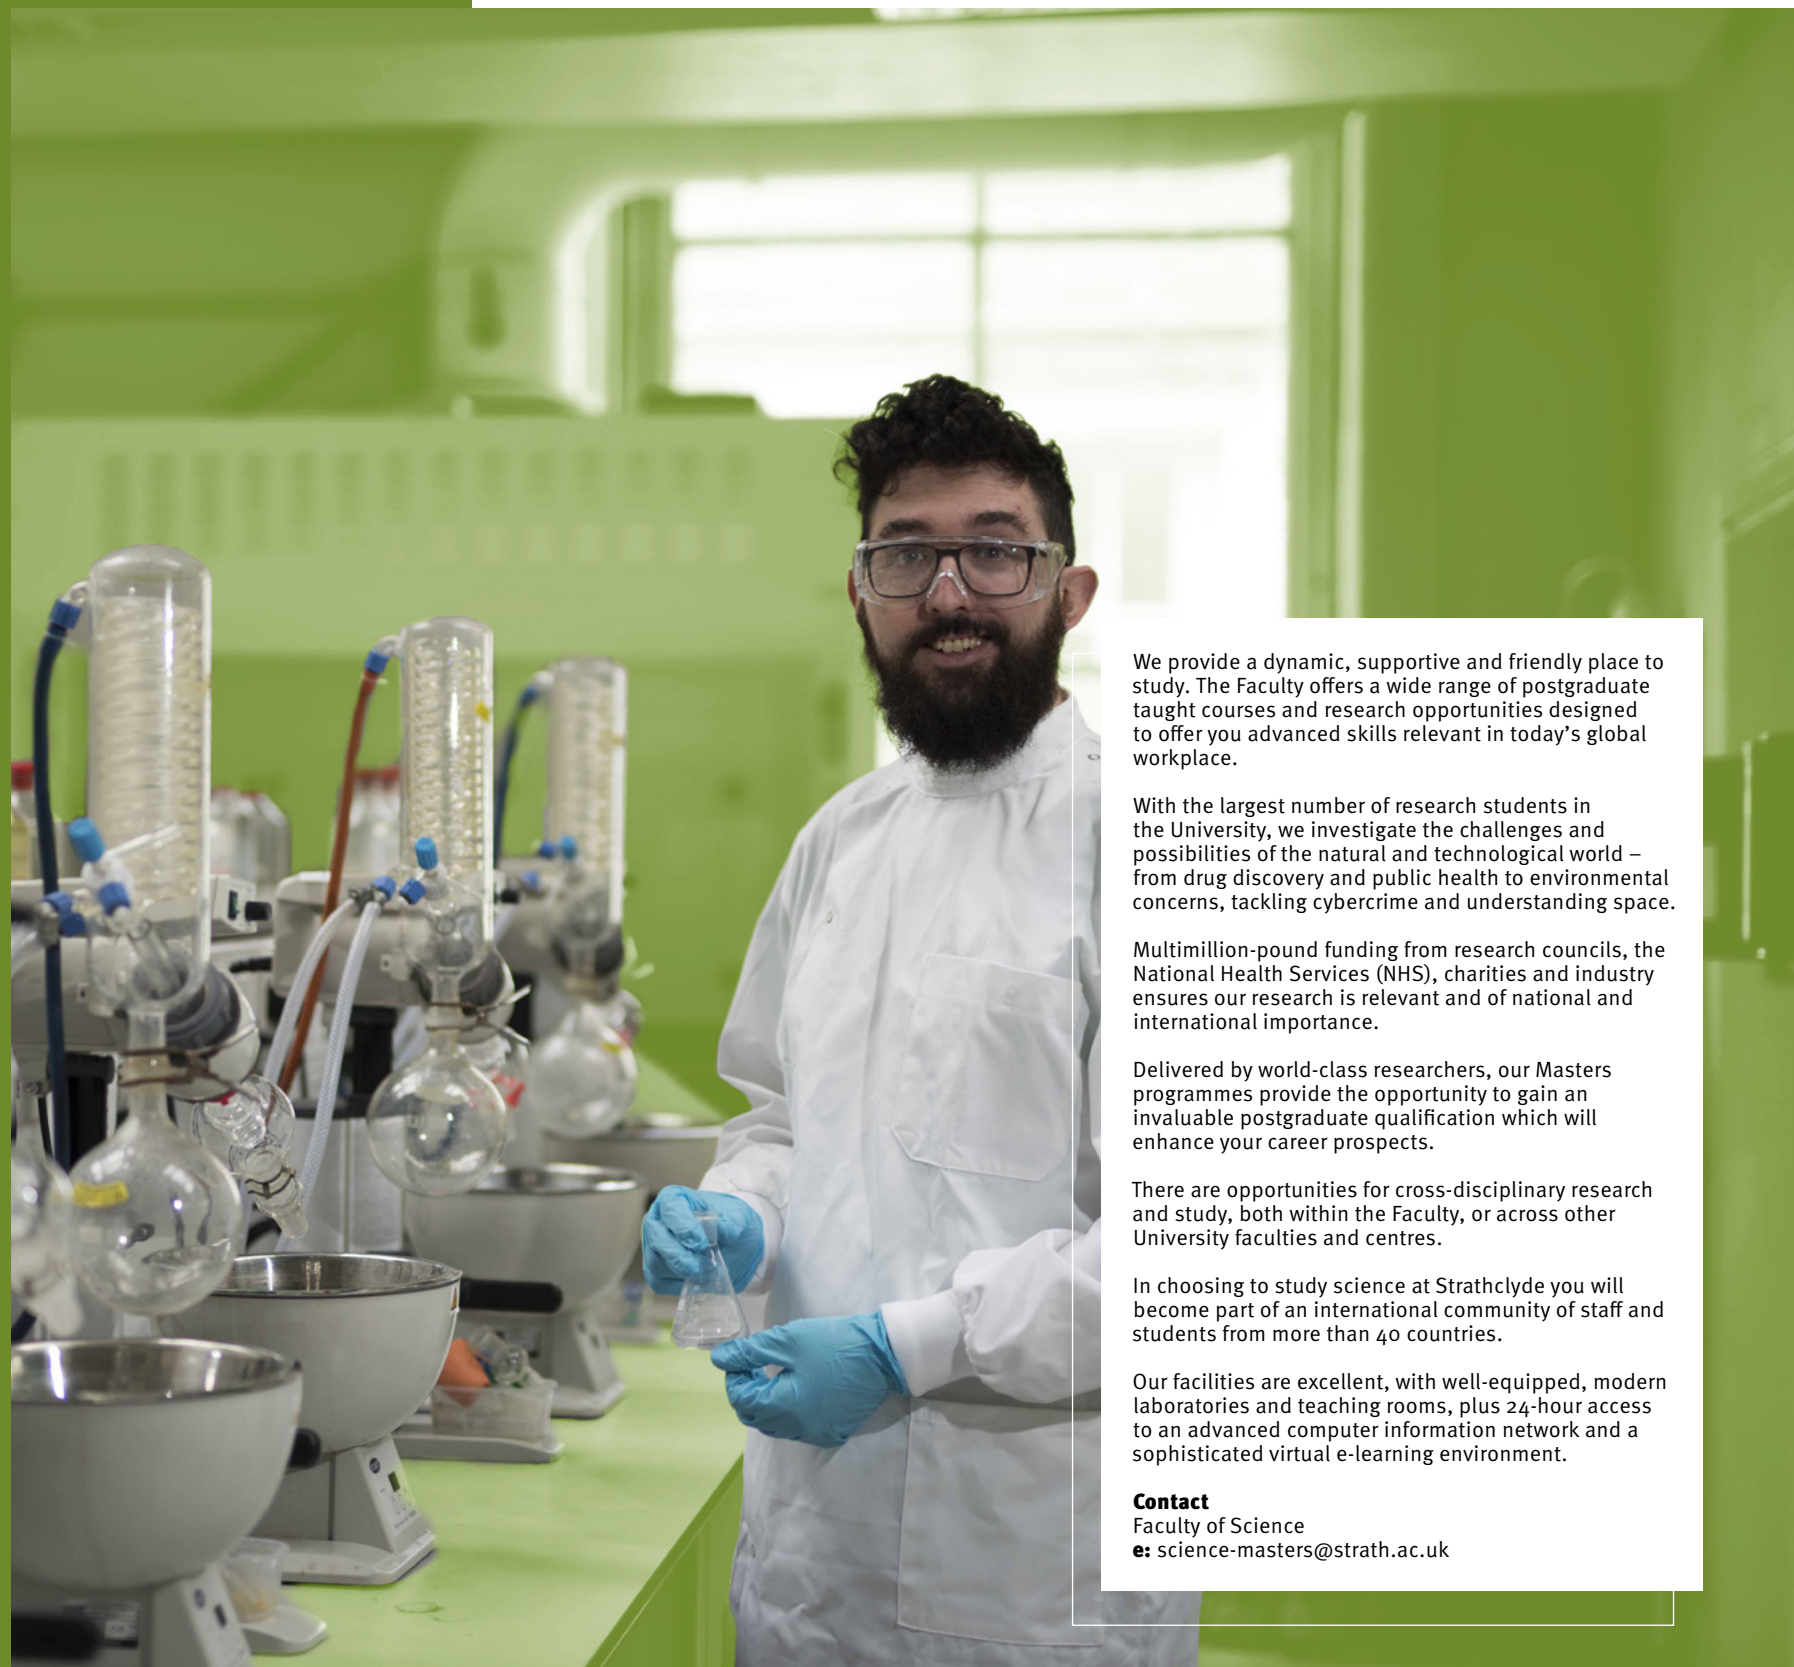 We provide a dynamic, supportive and friendly place to
study. The Faculty offers a wide range of postgraduate
taught courses and research opportunities designed
to offer you advanced skills relevant in today’s global
workplace.
With the largest number of research students in
the University, we investigate the challenges and
possibilities of the natural and technological world –
from drug discovery and public health to environmental
concerns, tackling cybercrime and understanding space.
Multimillion-pound funding from research councils, the
National Health Services (NHS), charities and industry
ensures our research is relevant and of national and
international importance.
Delivered by world-class researchers, our Masters
programmes provide the opportunity to gain an
invaluable postgraduate qualification which will
enhance your career prospects.
There are opportunities for cross-disciplinary research
and study, both within the Faculty, or across other
University faculties and centres.
In choosing to study science at Strathclyde you will
become part of an international community of staff and
students from more than 40 countries.
Our facilities are excellent, with well-equipped, modern
laboratories and teaching rooms, plus 24-hour access
to an advanced computer information network and a
sophisticated virtual e-learning environment.
Contact
Faculty of Science
e: science-masters@strath.ac.uk